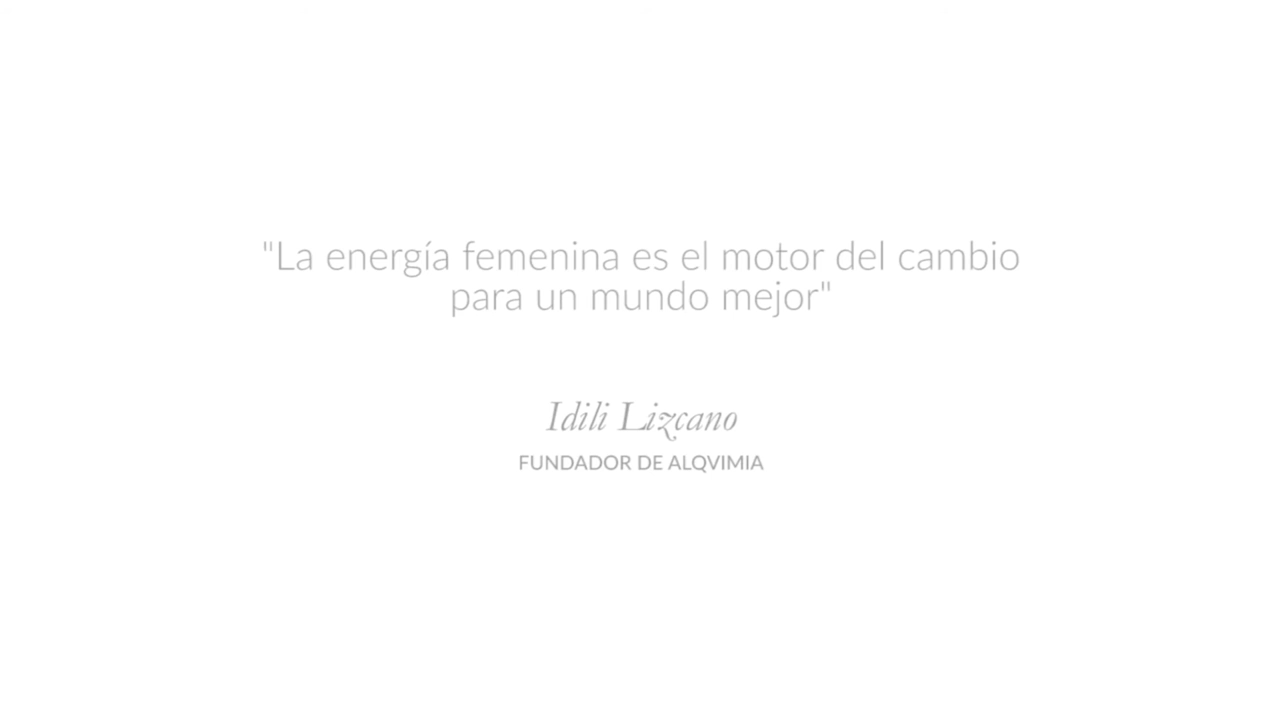 "La energía femenina es el motor del cambio
para un mundo mejor"
Idili Lizcano
FUNDADOR DE ALQVIMIA